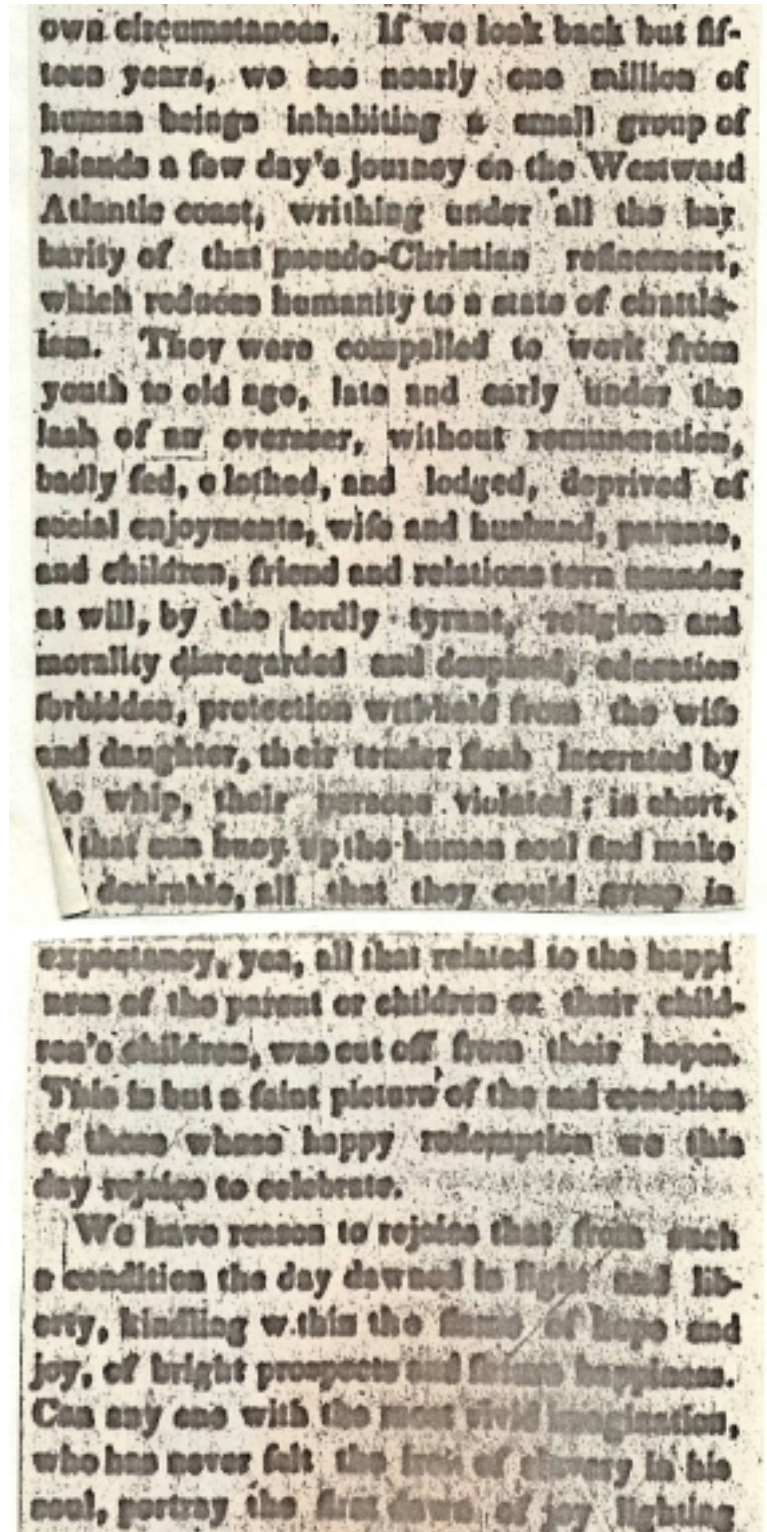 own circumstances. If we look back but fif-
teen years, we see nearly one million of
human beings inhabiting a small group of
Islands a few day's journey on the Westward
Atlantic coast, writhing under all the bar
barity of that pseudo-Christian refinement,
which reduces humanity to a state of chattle-
ism. They were compelled to work from
youth to old age, late and early under the
lash of an overseer, without remuneration,
badly fed, clothed, and lodged, deprived of
social enjoyments, wife and husband, parents,
and children, friend and relations torn asunder
at will, by the lordly tyrant, religion and
morality disregarded and despised, education
forbidden, protection withheld from the wife
and daughter, their tender flesh lacerated by
he whip, their persons violated; in short,
that can buoy up the human soul and make
desirable, all that they could grasp in
expectancy, yea, all that related to the happi
ness of the parent or children or their child-
ren's children, was cut off from their hopes.
This is but a faint picture of the sad condition
of those whose happy redemption we this
day rejoice to celebrate.
We have reason to rejoice that from such
a condition the day dawned in light and lib-
erty, kindling w.thin the flame of hope and
joy, of bright prospects and future happiness.
Can any one with the most vivid imagination,
who has never felt the iron of slavery in his
soul, portray the first dawn of joy lighting